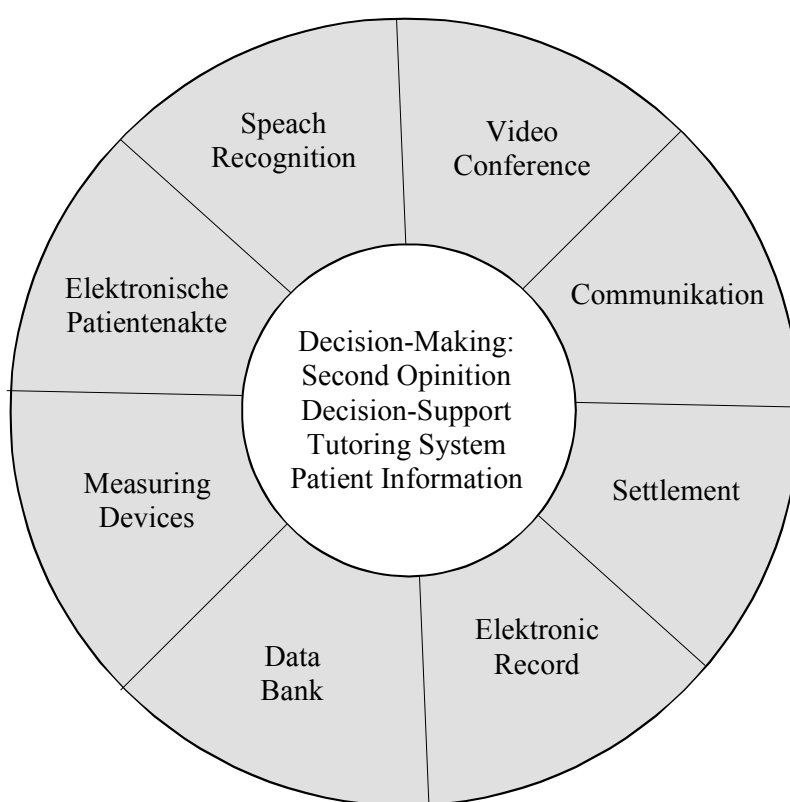 Speach
Recognition
Video
Conference
Communikation
Settlement
Elektronic
Record
Data
Bank
Measuring
Devices
Elektronische
Patientenakte
Decision-Making:
Second Opinition
Decision-Support
Tutoring System
Patient Information